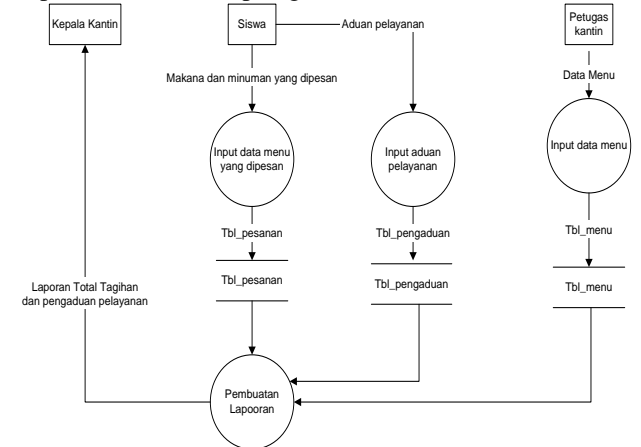 Kepala Kantin
Siswa
Aduan pelayanan
Petugas
kantin
Makana dan minuman yang dipesan
Data Menu
Input data menu
yang dipesan
Input aduan
pelayanan
Input data menu
Tbl_pesanan
Tbl_pengaduan
Tbl_menu
Tbl_pesanan
Tbl_pengaduan
Tbl_menu
Laporan Total Tagihan
dan pengaduan pelayanan
Pembuatan
Lapooran